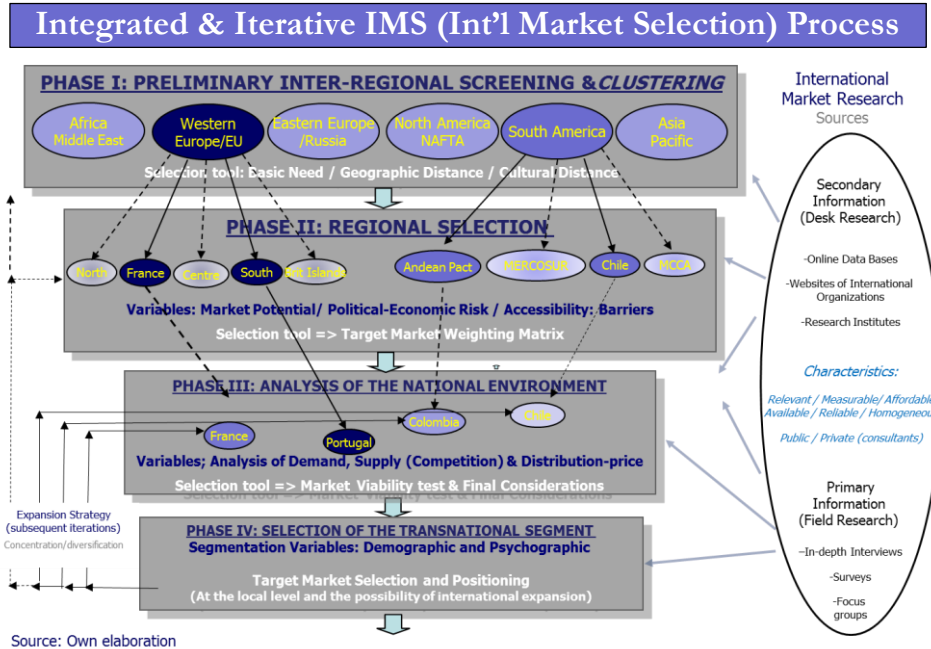 Integrated & Iterative IMS (Int'l Market Selection) Process
PHASE I: PRELIMINARY INTER-REGIONAL SCREENING &CLUSTERING
Africa
Middle East
Western
Europe/EU
Eastern Europe
/Russia
North America
NAFTA
South America
Asia
Pacific
Selection tool: Basic Need / Geographic Distance / Cultural Distance
PHASE II: REGIONAL SELECTION
North
France
Centre
South
Brit Islands
Andean Pact
MERCOSUR
Chile
MCCA
Variables: Market Potential/ Political-Economic Risk / Accessibility: Barriers
Selection tool => Target Market Weighting Matrix
PHASE III: ANALYSIS OF THE NATIONAL ENVIRONMENT
France
Portugal
Colombia
Chile
Variables; Analysis of Demand, Supply (Competition) & Distribution-price
Selection tool => Market Viability test & Final Considerations
PHASE IV: SELECTION OF THE TRANSNATIONAL SEGMENT
Segmentation Variables: Demographic and Psychographic
Target Market Selection and Positioning
(At the local level and the possibility of international expansion)
Expansion Strategy
(subsequent iterations)
Concentration/diversification
Source: Own elaboration
International
Market Research
Sources
Secondary
Information
(Desk Research)
-Online Data Bases
-Websites of International
Organizations
-Research Institutes
Characteristics:
Relevant / Measurable/ Affordable
Available / Reliable / Homogeneous
Public / Private (consultants)
Primary
Information
(Field Research)
–In-depth Interviews
-Surveys
-Focus
groups